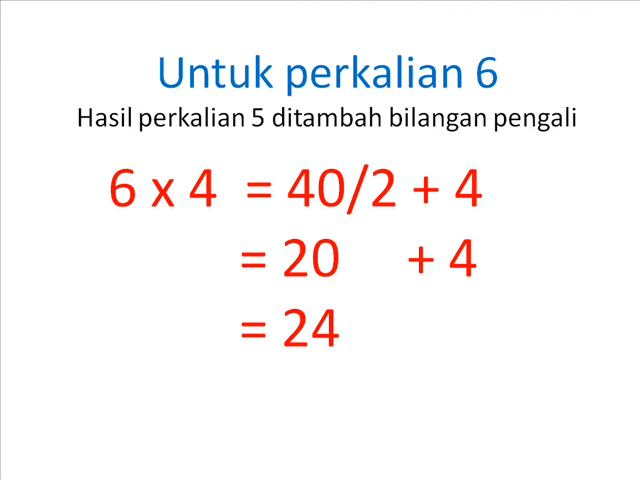 Untuk perkalian 6
Hasil perkalian 5 ditambah bilangan pengali
6 x 4 = 40/2 + 4
= 20 + 4
= 24